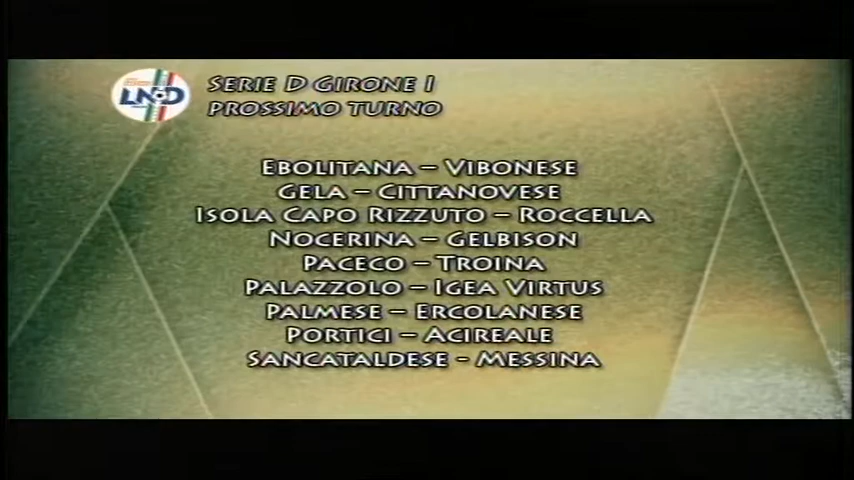 LND
SERIE D GIRONE I
PROSSIMO TURNO
EBOLITANA – VIBONESE
GELA – CITTANOVESE
ISOLA CAPO RIZZUTO – ROCCELLA
NOCERINA – GELBISON
PACECO – TROINA
PALAZZOLO – IGEA VIRTUS
PALMESE – ERCOLANESE
PORTICI – ACIREALE
SANCATALDESE - MESSINA